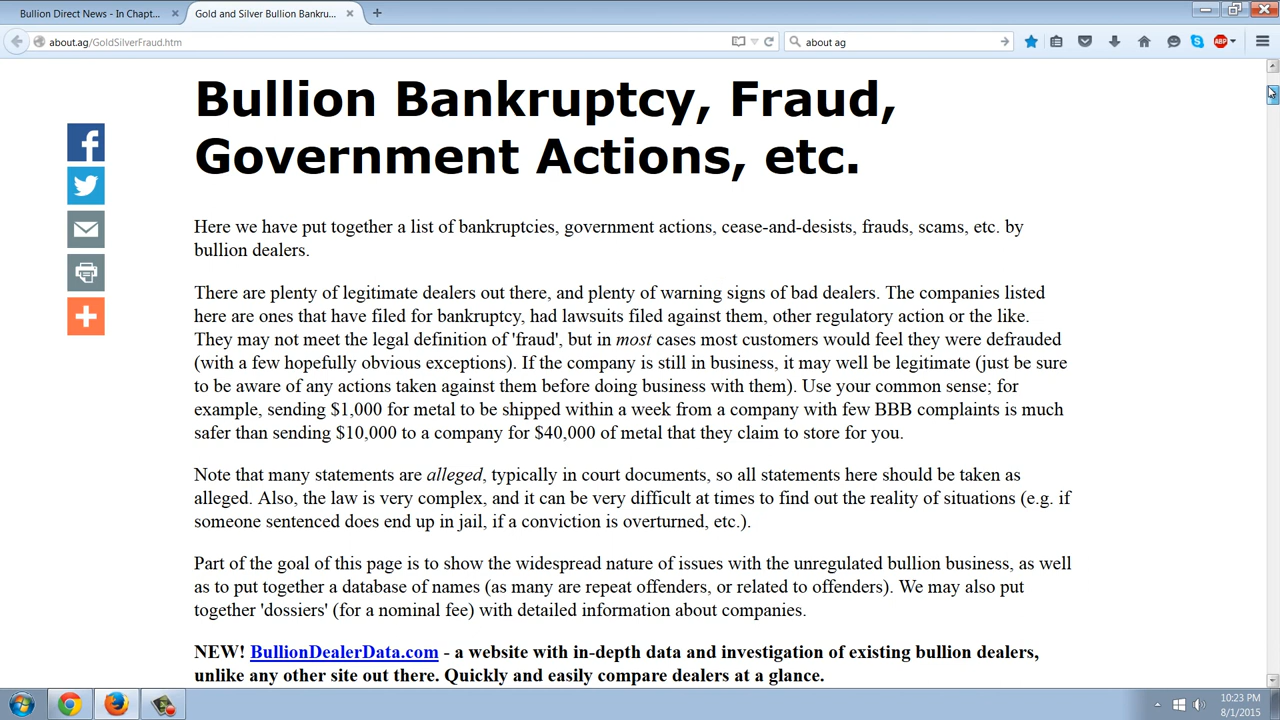 Bullion Direct News - In Chapt...
Gold and Silver Bullion Bankru...
about.ag/GoldSilverFraud.htm
about ag
ABP
Bullion Bankruptcy, Fraud,
Government Actions, etc.
Here we have put together a list of bankruptcies, government actions, cease-and-desists, frauds, scams, etc. by
bullion dealers.
There are plenty of legitimate dealers out there, and plenty of warning signs of bad dealers. The companies listed
here are ones that have filed for bankruptcy, had lawsuits filed against them, other regulatory action or the like.
They may not meet the legal definition of 'fraud', but in most cases most customers would feel they were defrauded
(with a few hopefully obvious exceptions). If the company is still in business, it may well be legitimate (just be sure
to be aware of any actions taken against them before doing business with them). Use your common sense; for
example, sending $1,000 for metal to be shipped within a week from a company with few BBB complaints is much
safer than sending $10,000 to a company for $40,000 of metal that they claim to store for you.
Note that many statements are alleged, typically in court documents, so all statements here should be taken as
alleged. Also, the law is very complex, and it can be very difficult at times to find out the reality of situations (e.g. if
someone sentenced does end up in jail, if a conviction is overturned, etc.).
Part of the goal of this page is to show the widespread nature of issues with the unregulated bullion business, as well
as to put together a database of names (as many are repeat offenders, or related to offenders). We may also put
together 'dossiers' (for a nominal fee) with detailed information about companies.
NEW! BullionDealerData.com - a website with in-depth data and investigation of existing bullion dealers,
unlike any other site out there. Quickly and easily compare dealers at a glance.
10:23 PM
8/1/2015